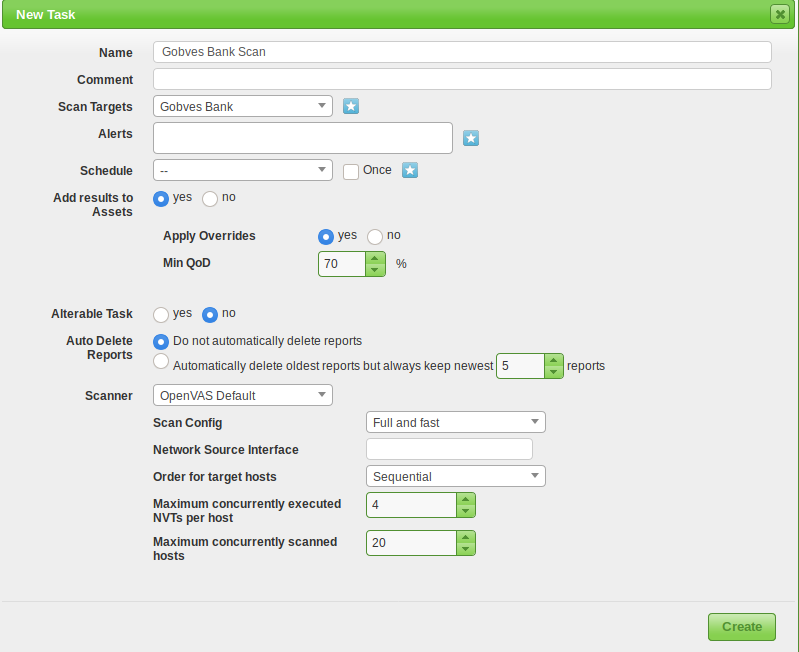 New Task
Name Gobves Bank Scan
Comment
Scan Targets Gobves Bank
Alerts
Schedule -- Once
Add results to yes no
Assets
Apply Overrides yes no
Min QoD 70 %
Alterable Task yes no
Auto Delete Do not automatically delete reports
Reports
Automatically delete oldest reports but always keep newest 5 reports
Scanner OpenVAS Default
Scan Config Full and fast
Network Source Interface
Order for target hosts Sequential
Maximum concurrently executed 4
NVTs per host
Maximum concurrently scanned 20
hosts
Create